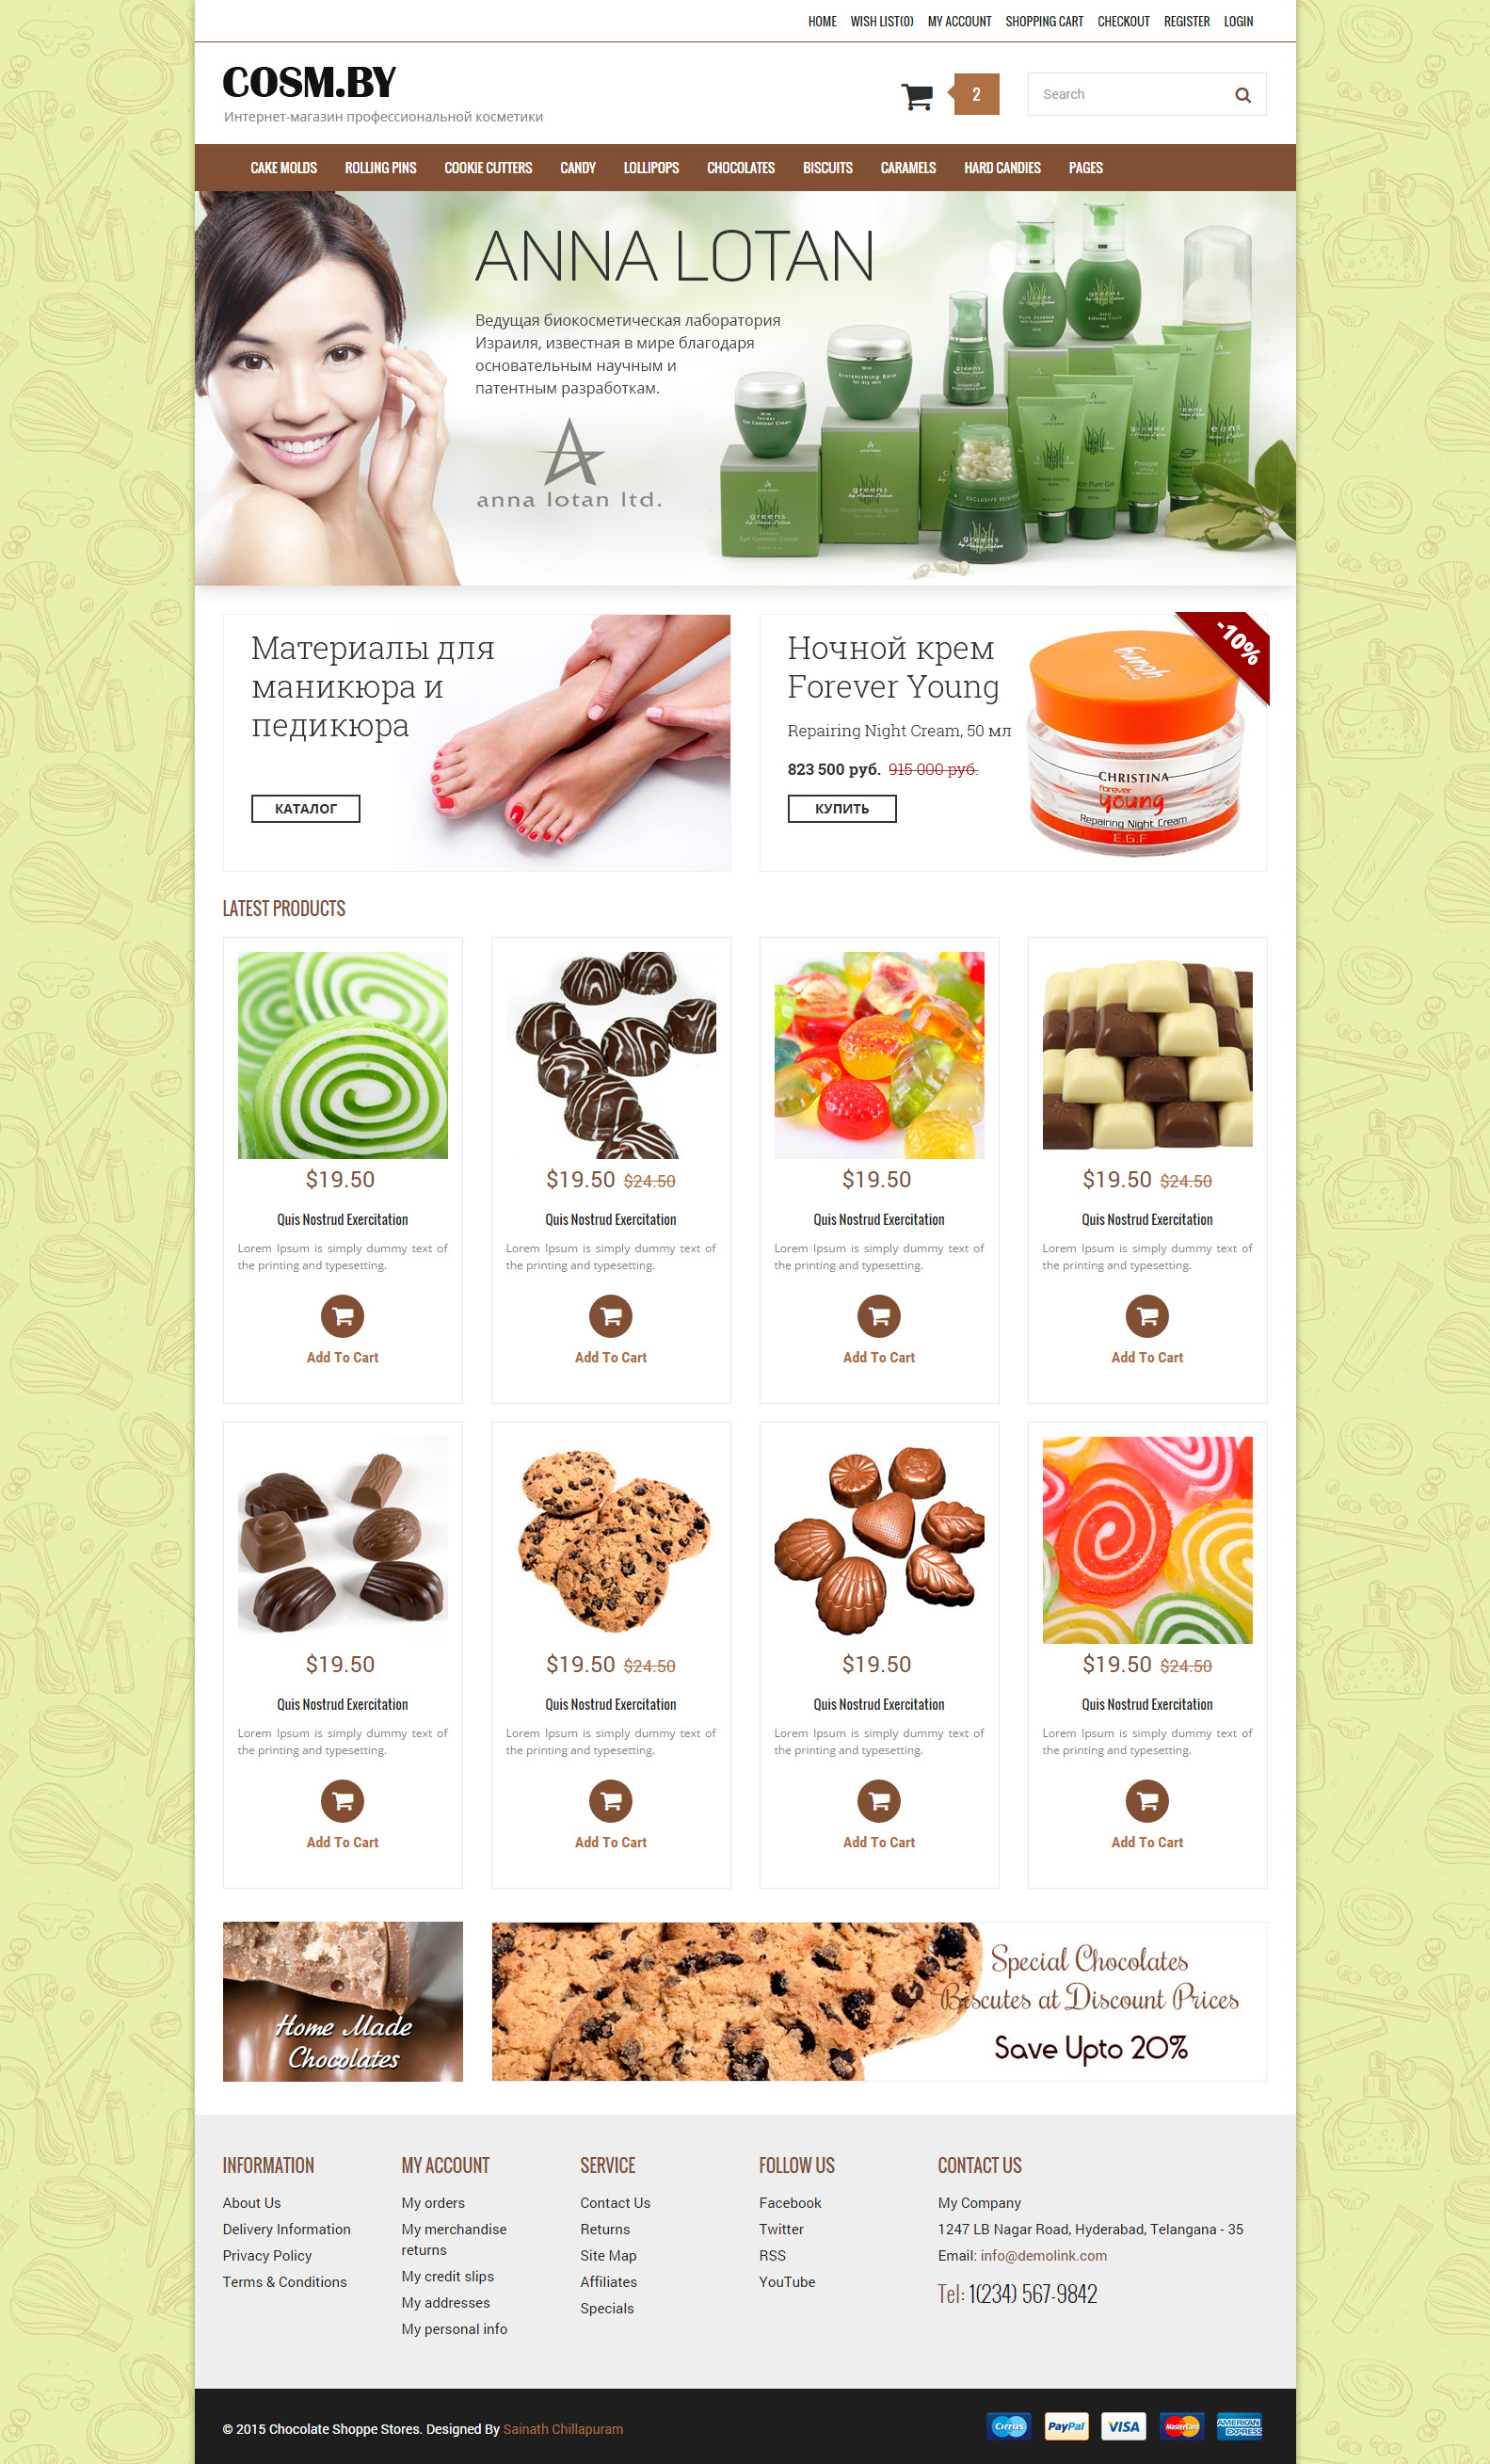 HOME WISH LIST(0) MY ACCOUNT SHOPPING CART CHECKOUT REGISTER LOGIN
COSM.BY
Интернет-магазин профессиональной косметики
2
Search
CAKE MOLDS ROLLING PINS COOKIE CUTTERS CANDY LOLLIPOPS CHOCOLATES BISCUITS CARAMELS HARD CANDIES PAGES
ANNA LOTAN
Ведущая биокосметическая лаборатория
Израиля, известная в мире благодаря
основательным научным и
патентным разработкам.
anna lotan ltd.
Материалы для
маникюра и
педикюра
КАТАЛОГ
Ночной крем
Forever Young
Repairing Night Cream, 50 мл
823 500 руб. 915 000 руб.
КУПИТЬ
-10%
forever
young
CHRISTINA
forever
young
Repairing Night Cream
E.G.F
LATEST PRODUCTS
$19.50 $19.50 $24.50 $19.50 $19.50 $24.50
Quis Nostrud Exercitation Quis Nostrud Exercitation Quis Nostrud Exercitation Quis Nostrud Exercitation
Lorem Ipsum is simply dummy text of Lorem Ipsum is simply dummy text of Lorem Ipsum is simply dummy text of Lorem Ipsum is simply dummy text of
the printing and typesetting. the printing and typesetting. the printing and typesetting. the printing and typesetting.
Add To Cart Add To Cart Add To Cart Add To Cart
$19.50 $19.50 $24.50 $19.50 $19.50 $24.50
Quis Nostrud Exercitation Quis Nostrud Exercitation Quis Nostrud Exercitation Quis Nostrud Exercitation
Lorem Ipsum is simply dummy text of Lorem Ipsum is simply dummy text of Lorem Ipsum is simply dummy text of Lorem Ipsum is simply dummy text of
the printing and typesetting. the printing and typesetting. the printing and typesetting. the printing and typesetting.
Add To Cart Add To Cart Add To Cart Add To Cart
Home Made
Chocolates
Special Chocolates
Biscutes at Discount Prices
Save Upto 20%
INFORMATION
About Us
Delivery Information
Privacy Policy
Terms & Conditions
MY ACCOUNT
My orders
My merchandise
returns
My credit slips
My addresses
My personal info
SERVICE
Contact Us
Returns
Site Map
Affiliates
Specials
FOLLOW US
Facebook
Twitter
RSS
YouTube
CONTACT US
My Company
1247 LB Nagar Road, Hyderabad, Telangana - 35
Email: info@demolink.com
Tel: 1(234) 567-9842
© 2015 Chocolate Shoppe Stores. Designed By Sainath Chillapuram
Cirrus PayPal VISA MasterCard AMERICAN EXPRESS